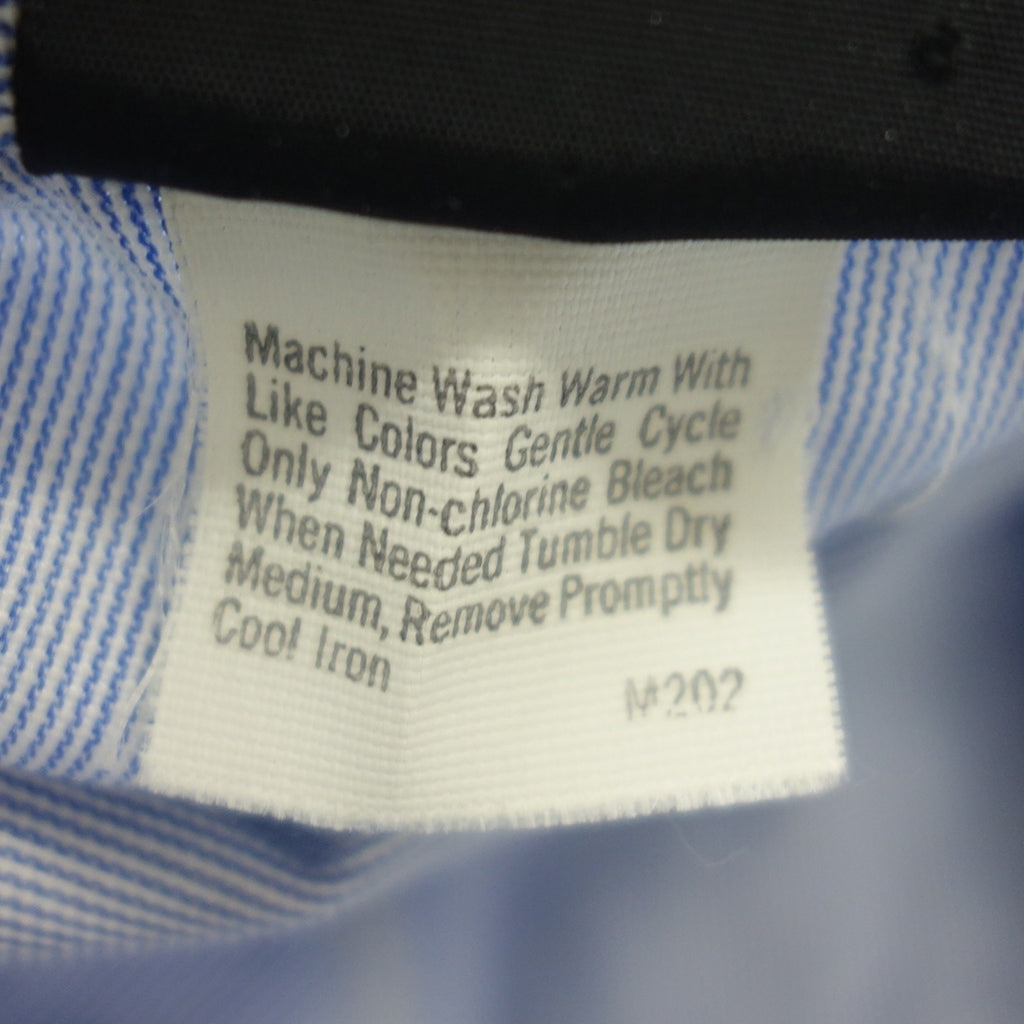 Machine Wash Warm With
Like Colors Gentle Cycle
Only Non-chlorine Bleach
When Needed Tumble Dry
Medium, Remove Promptly
Cool Iron
M202